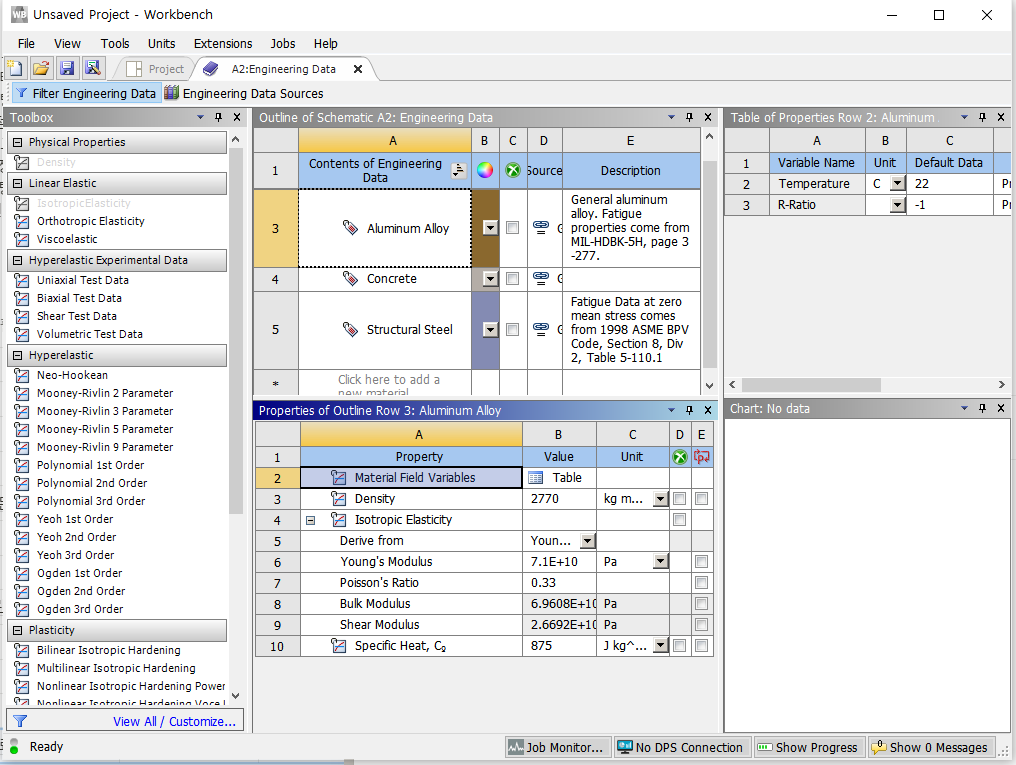 WB Unsaved Project - Workbench
File View Tools Units Extensions Jobs Help
Project A2:Engineering Data
Filter Engineering Data Engineering Data Sources
Toolbox
Physical Properties
Density
Linear Elastic
Isotropic Elasticity
Orthotropic Elasticity
Viscoelastic
Hyperelastic Experimental Data
Uniaxial Test Data
Biaxial Test Data
Shear Test Data
Volumetric Test Data
Hyperelastic
Neo-Hookean
Mooney-Rivlin 2 Parameter
Mooney-Rivlin 3 Parameter
Mooney-Rivlin 5 Parameter
Mooney-Rivlin 9 Parameter
Polynomial 1st Order
Polynomial 2nd Order
Polynomial 3rd Order
Yeoh 1st Order
Yeoh 2nd Order
Yeoh 3rd Order
Ogden 1st Order
Ogden 2nd Order
Ogden 3rd Order
Plasticity
Bilinear Isotropic Hardening
Multilinear Isotropic Hardening
Nonlinear Isotropic Hardening Power
Nonlinear Isotropic Hardening Voce
View All / Customize...
Outline of Schematic A2: Engineering Data
A B C D E
1 Contents of Engineering Source Description
Data
3 Aluminum Alloy General aluminum
alloy. Fatigue
properties come from
MIL-HDBK-5H, page 3
-277.
4 Concrete
5 Structural Steel Fatigue Data at zero
mean stress comes
from 1998 ASME BPV
Code, Section 8, Div
2, Table 5-110.1
* Click here to add a
new material
Properties of Outline Row 3: Aluminum Alloy
A B C D E
1 Property Value Unit
2 Material Field Variables Table
3 Density 2770 kg m...
4 Isotropic Elasticity
5 Derive from Youn...
6 Young's Modulus 7.1E+10 Pa
7 Poisson's Ratio 0.33
8 Bulk Modulus 6.9608E+10 Pa
9 Shear Modulus 2.6692E+10 Pa
10 Specific Heat, Cₚ 875 J kg^...
Table of Properties Row 2: Aluminum
A B C
1 Variable Name Unit Default Data
2 Temperature C 22
3 R-Ratio -1
Chart: No data
Ready Job Monitor... No DPS Connection Show Progress Show 0 Messages